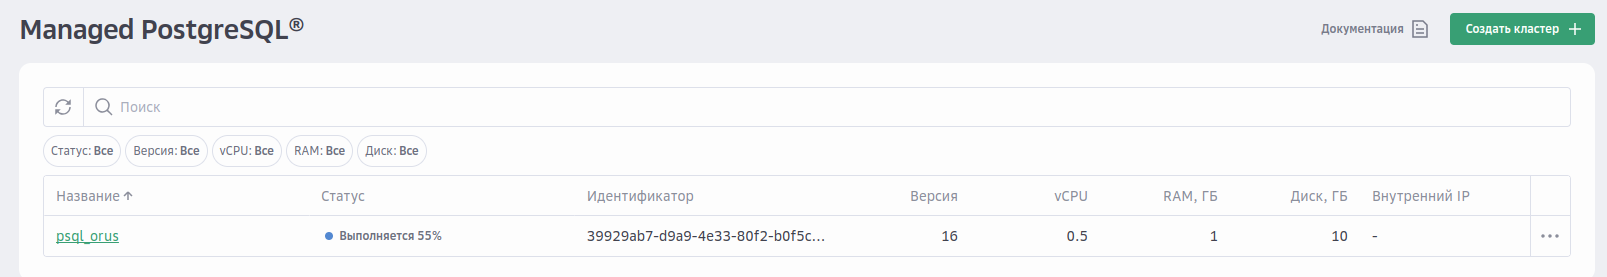 Managed PostgreSQL®
Документация
Создать кластер
Поиск
Статус: Все Версия: Все vCPU: Все RAM: Все Диск: Все
Название Статус Идентификатор Версия vCPU RAM, ГБ Диск, ГБ Внутренний IP
psql_orus Выполняется 55% 39929ab7-d9a9-4e33-80f2-b0f5c... 16 0.5 1 10 -